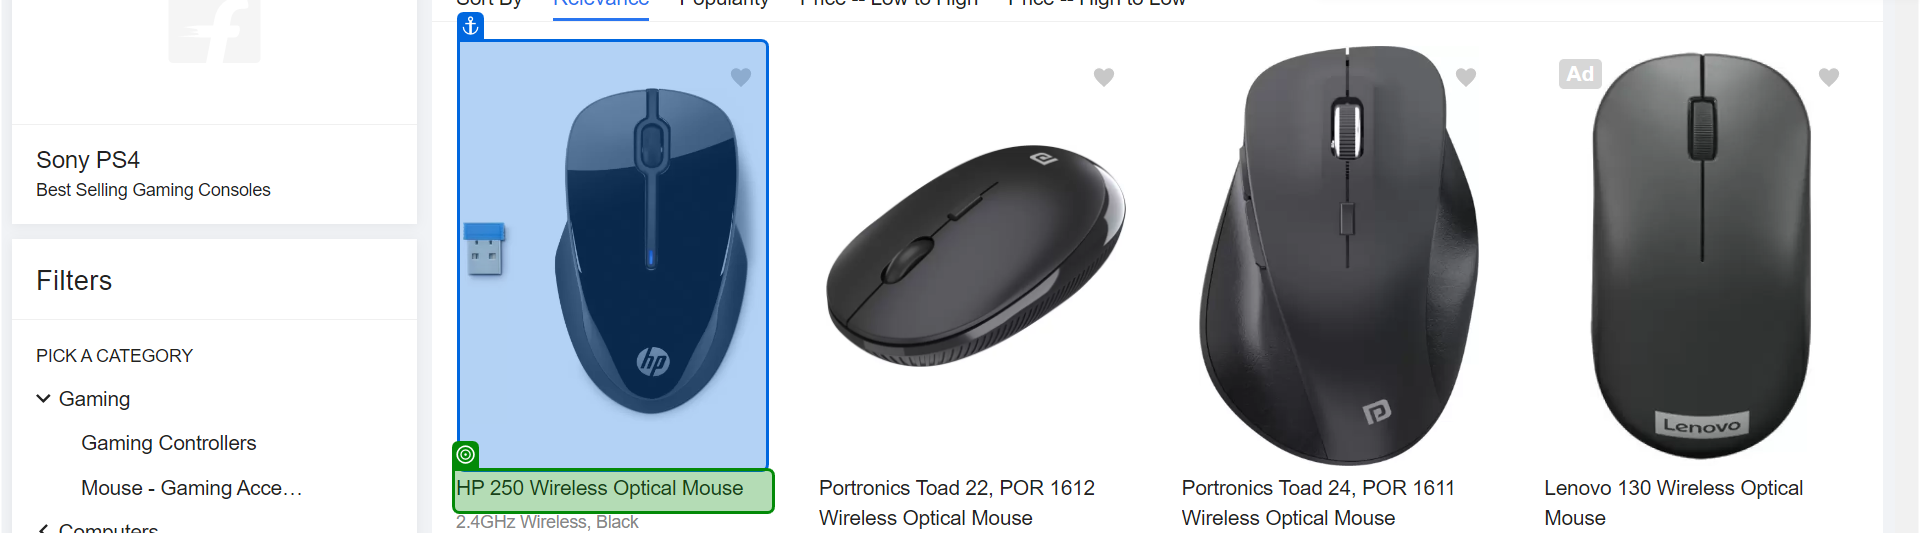 Sort By Relevance Popularity Price -- Low to High Price -- High to Low
Ad
Sony PS4
Best Selling Gaming Consoles
Filters
PICK A CATEGORY
Gaming
Gaming Controllers
Mouse - Gaming Acce...
Computers
hp
Lenovo
HP 250 Wireless Optical Mouse
2.4GHz Wireless, Black
Portronics Toad 22, POR 1612
Wireless Optical Mouse
Portronics Toad 24, POR 1611
Wireless Optical Mouse
Lenovo 130 Wireless Optical
Mouse